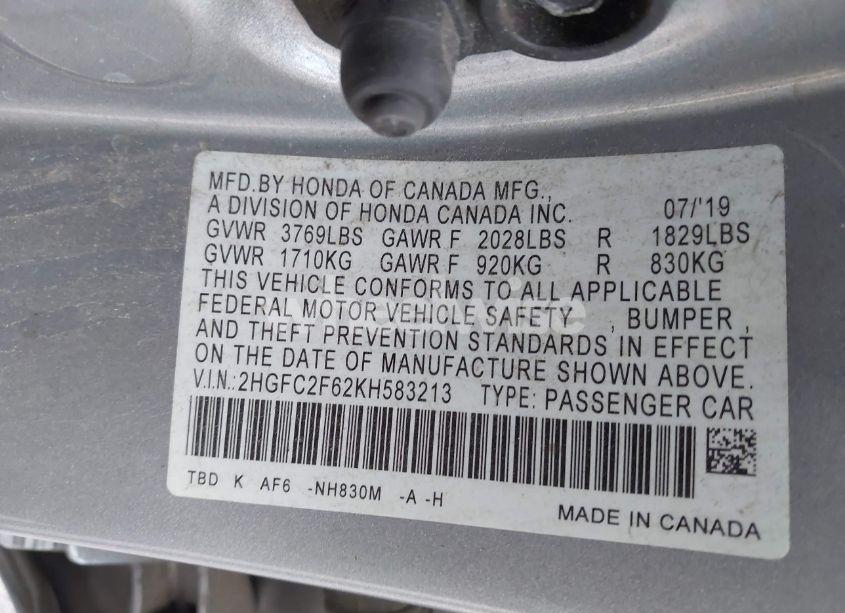 MFD.BY HONDA OF CANADA MFG.,
A DIVISION OF HONDA CANADA INC. 07/'19
GVWR 3769LBS GAWR F 2028LBS R 1829LBS
GVWR 1710KG GAWR F 920KG R 830KG
THIS VEHICLE CONFORMS TO ALL APPLICABLE
FEDERAL MOTOR VEHICLE SAFETY , BUMPER ,
AND THEFT PREVENTION STANDARDS IN EFFECT
ON THE DATE OF MANUFACTURE SHOWN ABOVE.
V.I.N.:2HGFC2F62KH583213 TYPE: PASSENGER CAR
TBD K AF6 -NH830M -A -H
MADE IN CANADA